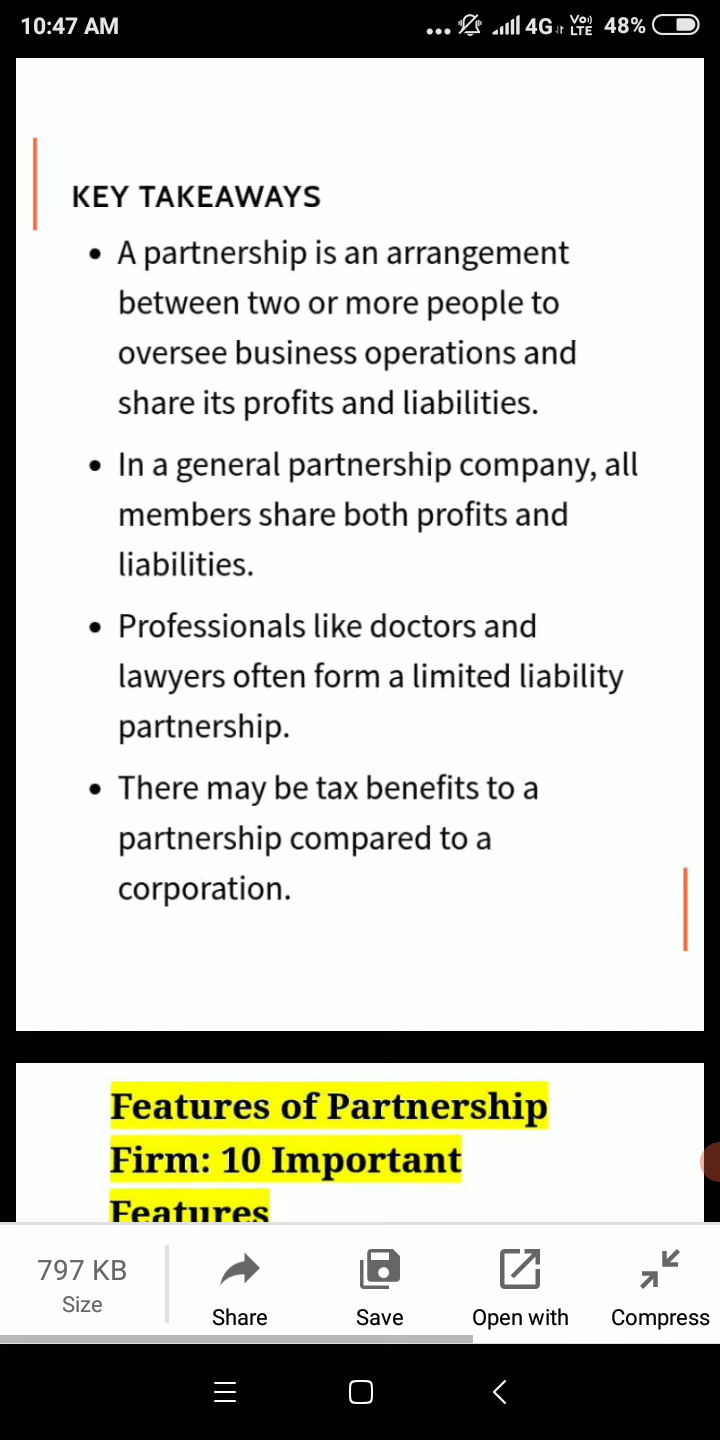 10:47 AM
... 4G Vo)) LTE 48%
KEY TAKEAWAYS
• A partnership is an arrangement
between two or more people to
oversee business operations and
share its profits and liabilities.
• In a general partnership company, all
members share both profits and
liabilities.
• Professionals like doctors and
lawyers often form a limited liability
partnership.
• There may be tax benefits to a
partnership compared to a
corporation.
Features of Partnership
Firm: 10 Important
Features
797 KB
Size
Share
Save
Open with
Compress